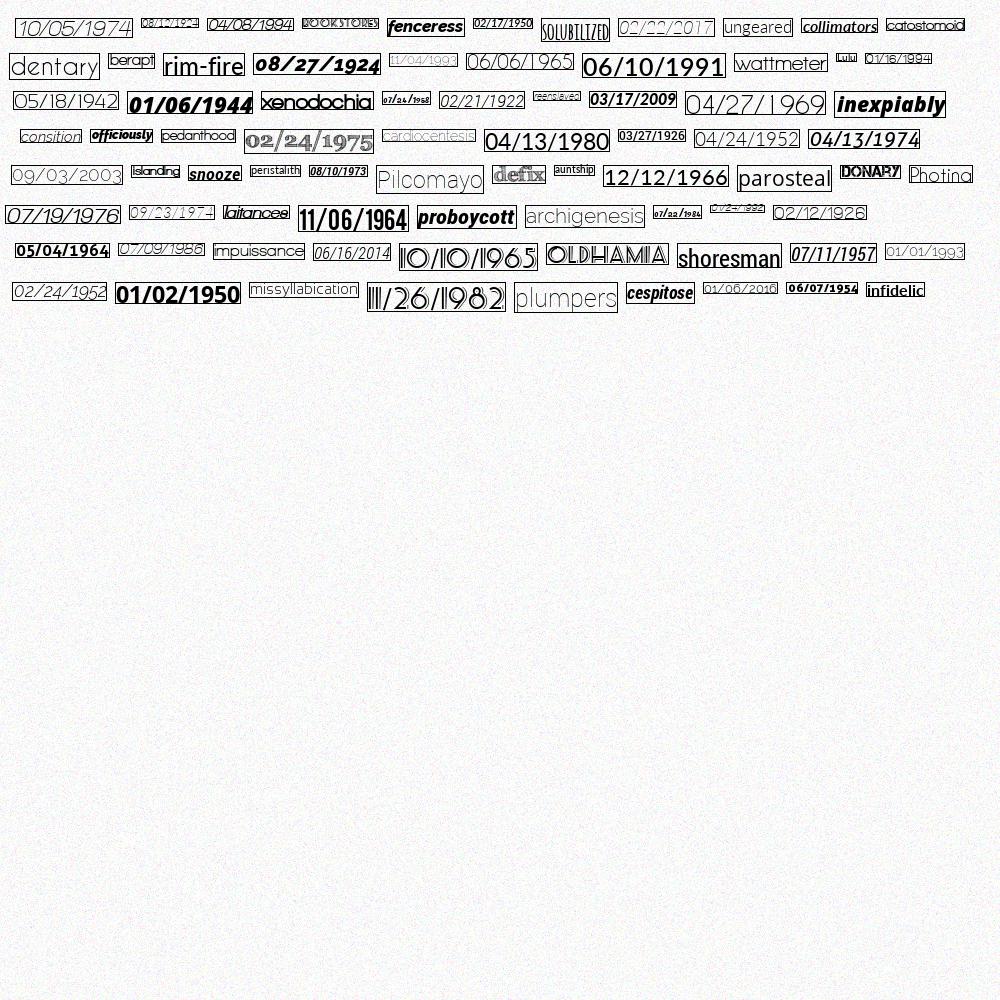 10/05/1974 08/12/1924 04/08/1994 BOOKSTORES fenceress 02/17/1950 SOLUBILIZED 02/22/2017 ungeared collimators catostomoid
dentary berapt rim-fire 08/27/1924 11/04/1993 06/06/1965 06/10/1991 wattmeter Lulu 01/16/1994
05/18/1942 01/06/1944 xenodochia 07/24/1958 02/21/1922 reenslaved 03/17/2009 04/27/1969 inexpiably
consition officiously pedanthood 02/24/1975 cardiocentesis 04/13/1980 03/27/1926 04/24/1952 04/13/1974
09/03/2003 islanding snooze peristalith 08/10/1973 Pilcomayo defix auntship 12/12/1966 parosteal DONARY Photina
07/19/1976 09/23/1974 laitances 11/06/1964 proboycott archigenesis 07/22/1984 01/24/1992 02/12/1926
05/04/1964 07/09/1986 impuissance 06/16/2014 10/10/1965 OLDHAMIA shoresman 07/11/1957 01/01/1993
02/24/1952 01/02/1950 missyllabication 11/26/1982 plumpers cespitose 01/06/2016 06/07/1954 infidelic